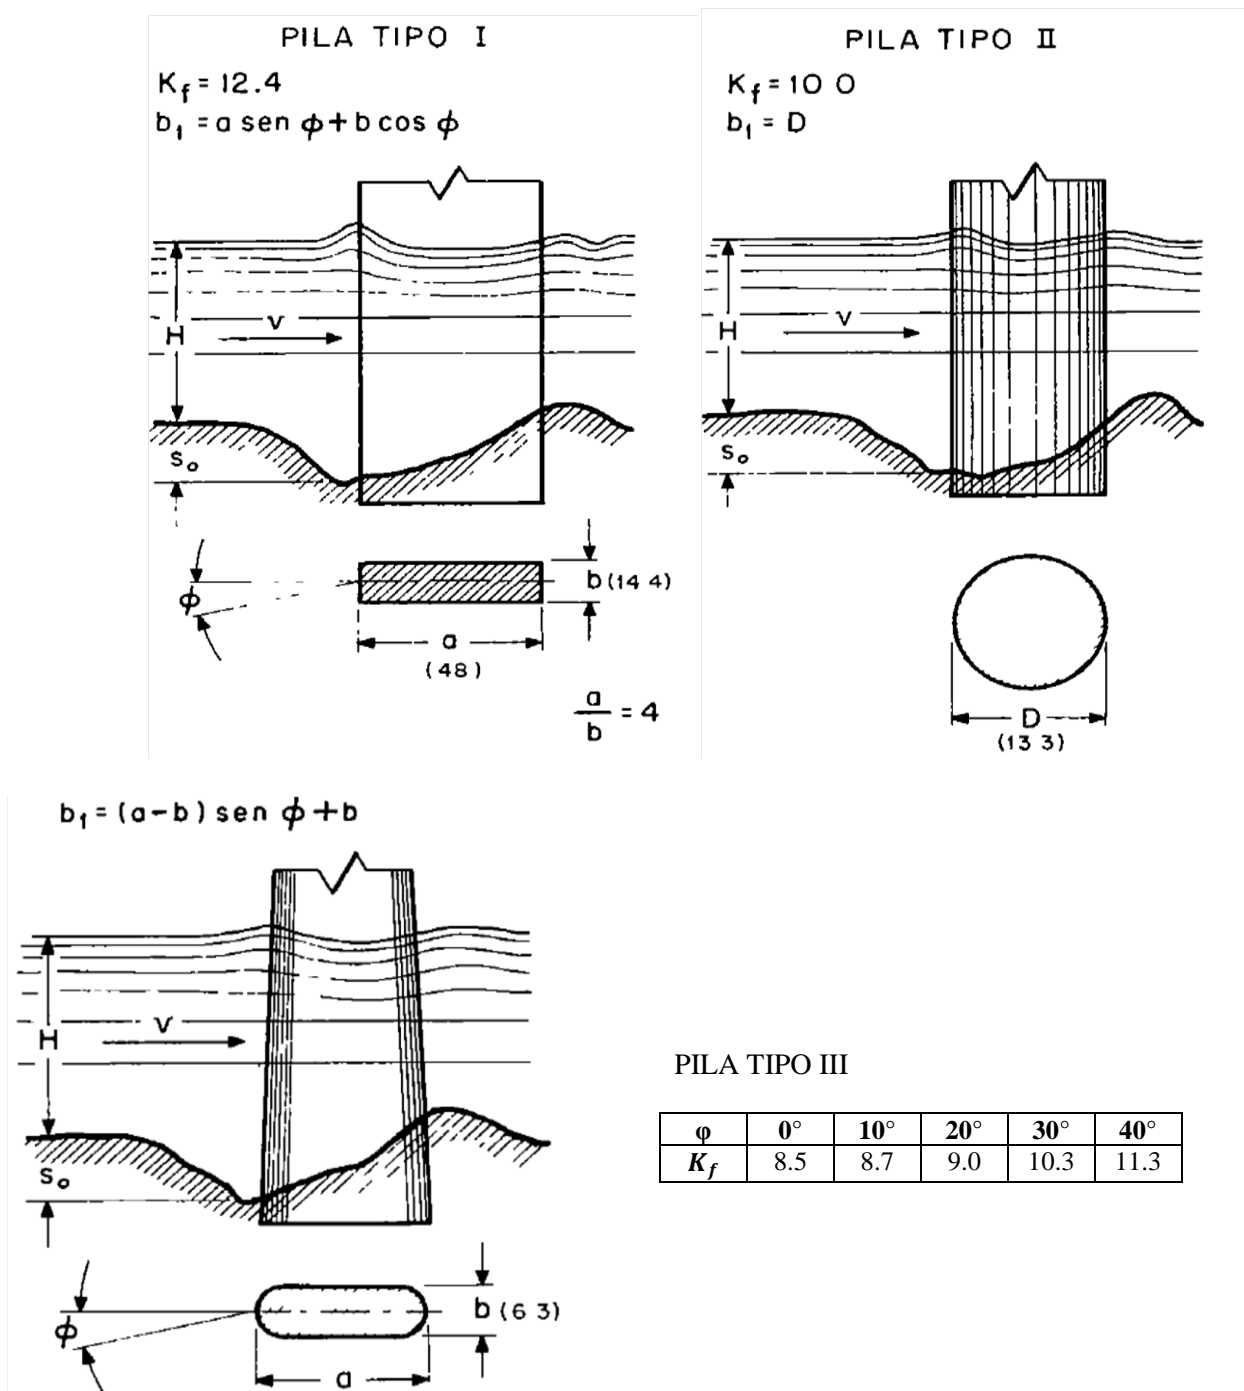 PILA TIPO I
K_f = 12.4
b_1 = a sen ϕ + b cos ϕ
H
v
s_o
ϕ
b (14 4)
a
(48)
a/b = 4
PILA TIPO II
K_f = 10 0
b_1 = D
H
v
s_o
D
(13 3)
b_1 = (a-b) sen ϕ + b
H
v
s_o
ϕ
b (6 3)
a
PILA TIPO III
φ 0° 10° 20° 30° 40°
K_f 8.5 8.7 9.0 10.3 11.3